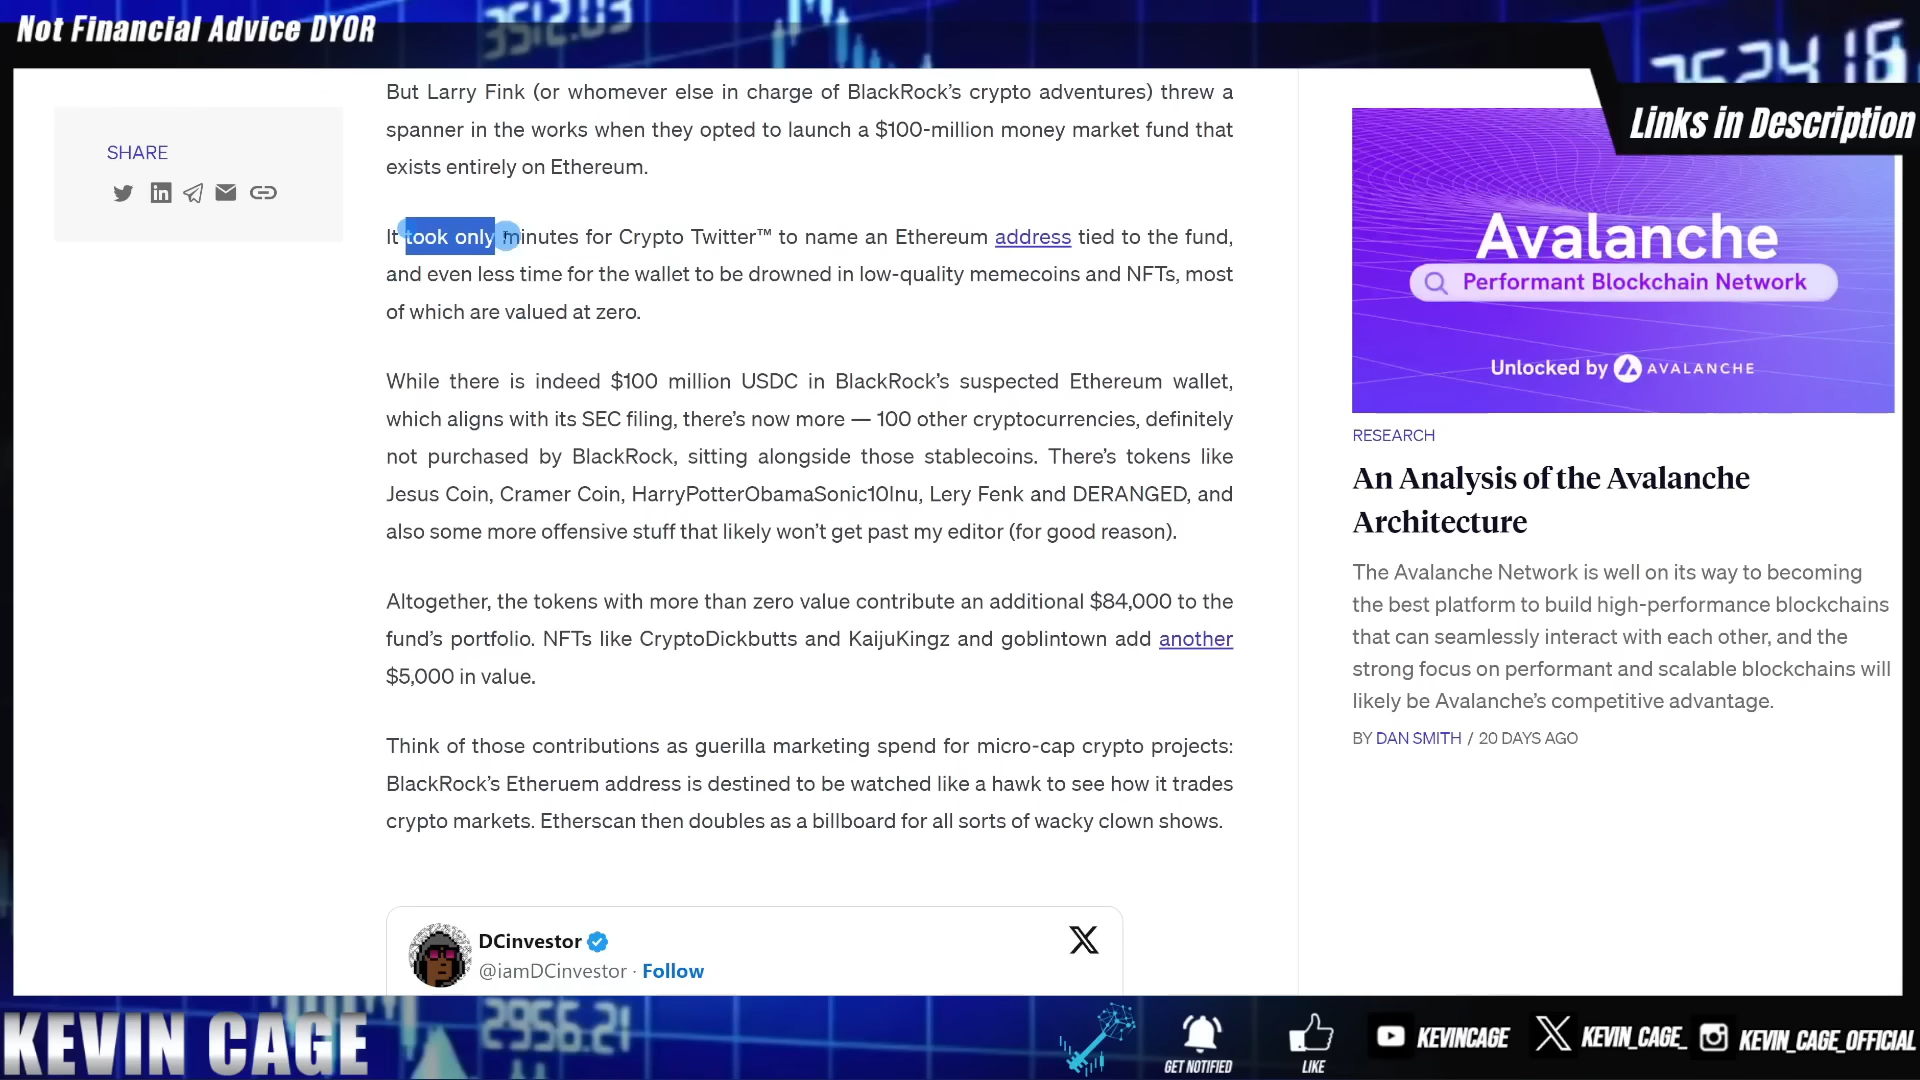 Not Financial Advice DYOR
3512.03
Links in Description
SHARE
But Larry Fink (or whomever else in charge of BlackRock’s crypto adventures) threw a
spanner in the works when they opted to launch a $100-million money market fund that
exists entirely on Ethereum.
It took only minutes for Crypto Twitter™ to name an Ethereum address tied to the fund,
and even less time for the wallet to be drowned in low-quality memecoins and NFTs, most
of which are valued at zero.
While there is indeed $100 million USDC in BlackRock’s suspected Ethereum wallet,
which aligns with its SEC filing, there’s now more — 100 other cryptocurrencies, definitely
not purchased by BlackRock, sitting alongside those stablecoins. There’s tokens like
Jesus Coin, Cramer Coin, HarryPotterObamaSonic10Inu, Lery Fenk and DERANGED, and
also some more offensive stuff that likely won’t get past my editor (for good reason).
Altogether, the tokens with more than zero value contribute an additional $84,000 to the
fund’s portfolio. NFTs like CryptoDickbutts and KaijuKingz and goblintown add another
$5,000 in value.
Think of those contributions as guerilla marketing spend for micro-cap crypto projects:
BlackRock’s Etheruem address is destined to be watched like a hawk to see how it trades
crypto markets. Etherscan then doubles as a billboard for all sorts of wacky clown shows.
DCinvestor
@iamDCinvestor · Follow
Avalanche
Performant Blockchain Network
Unlocked by AVALANCHE
RESEARCH
An Analysis of the Avalanche
Architecture
The Avalanche Network is well on its way to becoming
the best platform to build high-performance blockchains
that can seamlessly interact with each other, and the
strong focus on performant and scalable blockchains will
likely be Avalanche’s competitive advantage.
BY DAN SMITH / 20 DAYS AGO
KEVIN CAGE
2956.21
GET NOTIFIED
LIKE
KEVINCAGE
KEVIN_CAGE_
KEVIN_CAGE_OFFICIAL